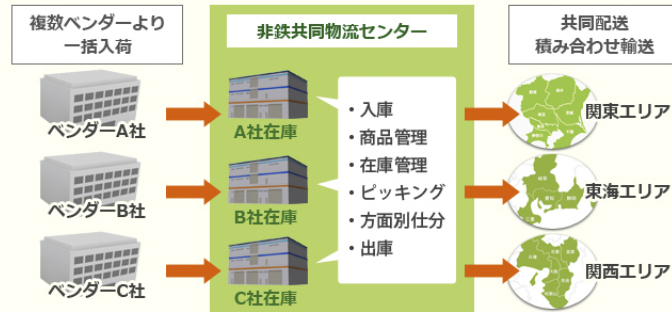 複数ベンダーより
一括入荷
非鉄共同物流センター
共同配送
積み合わせ輸送
ベンダーA社
A社在庫
ベンダーB社
B社在庫
ベンダーC社
C社在庫
・入庫
・商品管理
・在庫管理
・ピッキング
・方面別仕分
・出庫
関東エリア
東海エリア
関西エリア